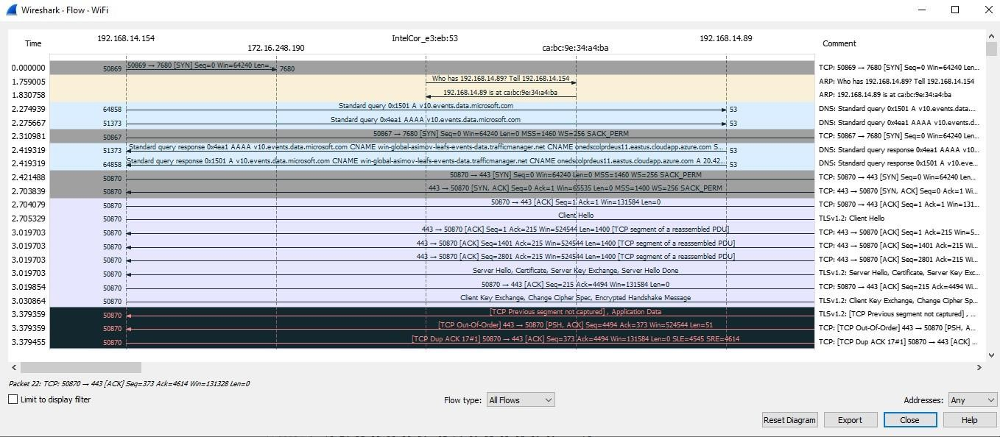 Wireshark · Flow · WiFi
Time
192.168.14.154
172.16.248.190
IntelCor_e3:eb:53
ca:bc:9e:34:a4:ba
192.168.14.89
Comment
0.000000 50869 50869 → 7680 [SYN] Seq=0 Win=64240 Len=... 7680 TCP: 50869 → 7680 [SYN] Seq=0 Win=64240 Len...
1.759005 Who has 192.168.14.89? Tell 192.168.14.154 ARP: Who has 192.168.14.89? Tell 192.168.14.154
1.830758 192.168.14.89 is at ca:bc:9e:34:a4:ba ARP: 192.168.14.89 is at ca:bc:9e:34:a4:ba
2.274939 64858 Standard query 0x1501 A v10.events.data.microsoft.com 53 DNS: Standard query 0x1501 A v10.events.data....
2.275667 51373 Standard query 0x4ea1 AAAA v10.events.data.microsoft.com 53 DNS: Standard query 0x4ea1 AAAA v10.events.d...
2.310981 50867 50867 → 7680 [SYN] Seq=0 Win=64240 Len=0 MSS=1460 WS=256 SACK_PERM TCP: 50867 → 7680 [SYN] Seq=0 Win=64240 Len...
2.419319 51373 Standard query response 0x4ea1 AAAA v10.events.data.microsoft.com CNAME win-global-asimov-leafs-events-data.trafficmanager.net CNAME onedscolprdeus11.eastus.cloudapp.azure.com S... 53 DNS: Standard query response 0x4ea1 AAAA v10...
2.419319 64858 Standard query response 0x1501 A v10.events.data.microsoft.com CNAME win-global-asimov-leafs-events-data.trafficmanager.net CNAME onedscolprdeus11.eastus.cloudapp.azure.com A 20.42... 53 DNS: Standard query response 0x1501 A v10.eve...
2.421488 50870 50870 → 443 [SYN] Seq=0 Win=64240 Len=0 MSS=1460 WS=256 SACK_PERM TCP: 50870 → 443 [SYN] Seq=0 Win=64240 Len=...
2.703839 50870 443 → 50870 [SYN, ACK] Seq=0 Ack=1 Win=65535 Len=0 MSS=1400 WS=256 SACK_PERM TCP: 443 → 50870 [SYN, ACK] Seq=0 Ack=1 Win...
2.704079 50870 50870 → 443 [ACK] Seq=1 Ack=1 Win=131584 Len=0 TCP: 50870 → 443 [ACK] Seq=1 Ack=1 Win=131...
2.705329 50870 Client Hello TLSv1.2: Client Hello
3.019703 50870 443 → 50870 [ACK] Seq=1 Ack=215 Win=524544 Len=1400 [TCP segment of a reassembled PDU] TCP: 443 → 50870 [ACK] Seq=1 Ack=215 Win=5...
3.019703 50870 443 → 50870 [ACK] Seq=1401 Ack=215 Win=524544 Len=1400 [TCP segment of a reassembled PDU] TCP: 443 → 50870 [ACK] Seq=1401 Ack=215 Wi...
3.019703 50870 443 → 50870 [ACK] Seq=2801 Ack=215 Win=524544 Len=1400 [TCP segment of a reassembled PDU] TCP: 443 → 50870 [ACK] Seq=2801 Ack=215 Wi...
3.019703 50870 Server Hello, Certificate, Server Key Exchange, Server Hello Done TLSv1.2: Server Hello, Certificate, Server Key Exc...
3.019854 50870 50870 → 443 [ACK] Seq=215 Ack=4494 Win=131584 Len=0 TCP: 50870 → 443 [ACK] Seq=215 Ack=4494 Wi...
3.030864 50870 Client Key Exchange, Change Cipher Spec, Encrypted Handshake Message TLSv1.2: Client Key Exchange, Change Cipher Sp...
3.379359 50870 [TCP Previous segment not captured] , Application Data TLSv1.2: [TCP Previous segment not captured] , ...
3.379359 50870 [TCP Out-Of-Order] 443 → 50870 [PSH, ACK] Seq=4494 Ack=373 Win=524544 Len=51 TCP: [TCP Out-Of-Order] 443 → 50870 [PSH, A...
3.379455 50870 [TCP Dup ACK 17#1] 50870 → 443 [ACK] Seq=373 Ack=4494 Win=131584 Len=0 SLE=4545 SRE=4614 TCP: [TCP Dup ACK 17#1] 50870 → 443 [ACK] ...
Packet 22: TCP: 50870 → 443 [ACK] Seq=373 Ack=4614 Win=131328 Len=0
Limit to display filter
Flow type: All Flows
Addresses: Any
Reset Diagram
Export
Close
Help